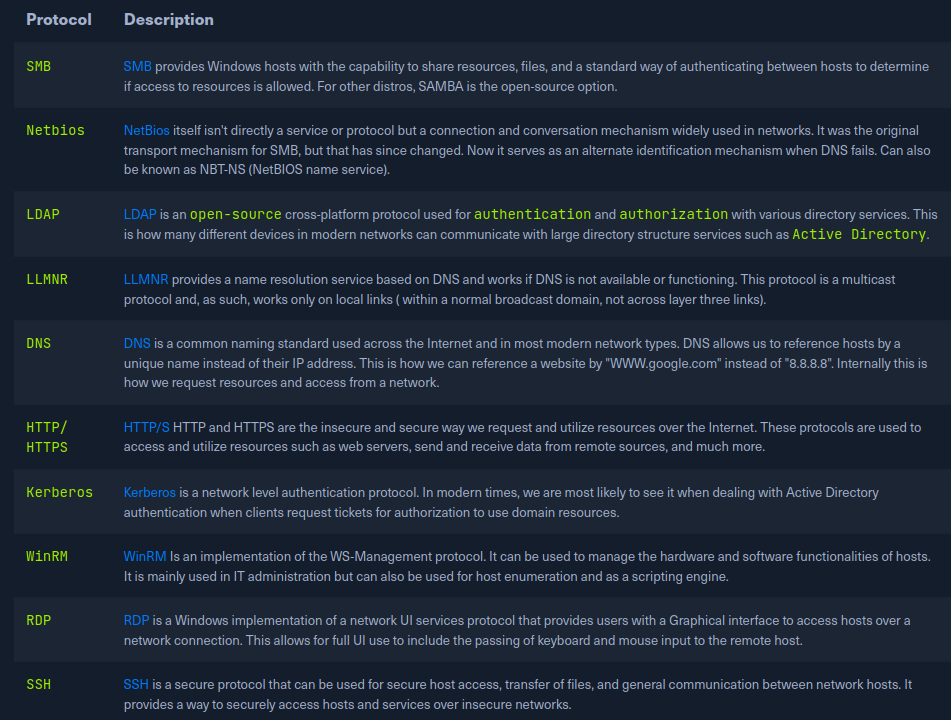 Protocol Description
SMB SMB provides Windows hosts with the capability to share resources, files, and a standard way of authenticating between hosts to determine
if access to resources is allowed. For other distros, SAMBA is the open-source option.
Netbios NetBios itself isn't directly a service or protocol but a connection and conversation mechanism widely used in networks. It was the original
transport mechanism for SMB, but that has since changed. Now it serves as an alternate identification mechanism when DNS fails. Can also
be known as NBT-NS (NetBIOS name service).
LDAP LDAP is an open-source cross-platform protocol used for authentication and authorization with various directory services. This
is how many different devices in modern networks can communicate with large directory structure services such as Active Directory.
LLMNR LLMNR provides a name resolution service based on DNS and works if DNS is not available or functioning. This protocol is a multicast
protocol and, as such, works only on local links ( within a normal broadcast domain, not across layer three links).
DNS DNS is a common naming standard used across the Internet and in most modern network types. DNS allows us to reference hosts by a
unique name instead of their IP address. This is how we can reference a website by "WWW.google.com" instead of "8.8.8.8". Internally this is
how we request resources and access from a network.
HTTP/ HTTP/S HTTP and HTTPS are the insecure and secure way we request and utilize resources over the Internet. These protocols are used to
HTTPS access and utilize resources such as web servers, send and receive data from remote sources, and much more.
Kerberos Kerberos is a network level authentication protocol. In modern times, we are most likely to see it when dealing with Active Directory
authentication when clients request tickets for authorization to use domain resources.
WinRM WinRM Is an implementation of the WS-Management protocol. It can be used to manage the hardware and software functionalities of hosts.
It is mainly used in IT administration but can also be used for host enumeration and as a scripting engine.
RDP RDP is a Windows implementation of a network UI services protocol that provides users with a Graphical interface to access hosts over a
network connection. This allows for full UI use to include the passing of keyboard and mouse input to the remote host.
SSH SSH is a secure protocol that can be used for secure host access, transfer of files, and general communication between network hosts. It
provides a way to securely access hosts and services over insecure networks.